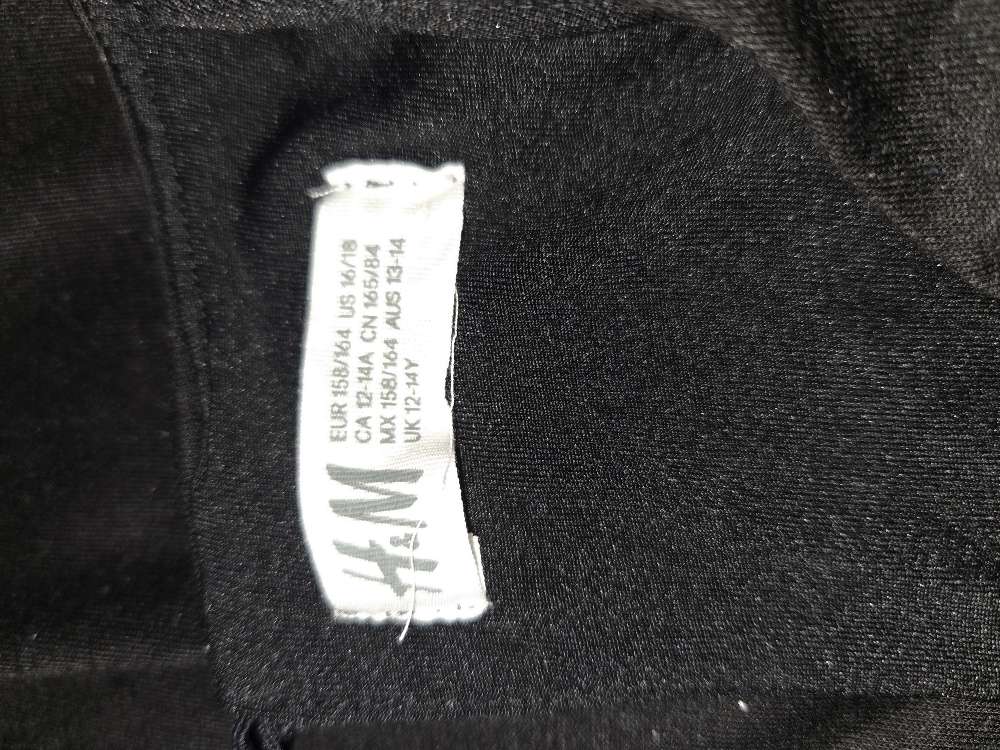 H&M
EUR 158/164 US 16/18
CA 12-14A CN 165/84
MX 158/164 AUS 13-14
UK 12-14Y